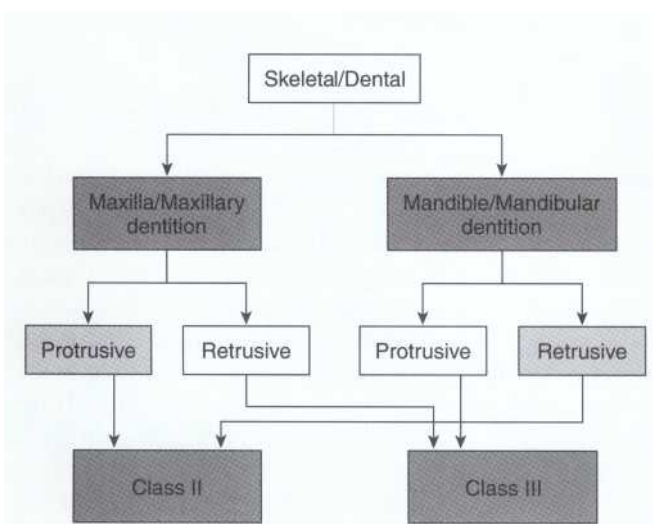 Skeletal/Dental
Maxilla/Maxillary
dentition
Mandible/Mandibular
dentition
Protrusive
Retrusive
Protrusive
Retrusive
Class II
Class III